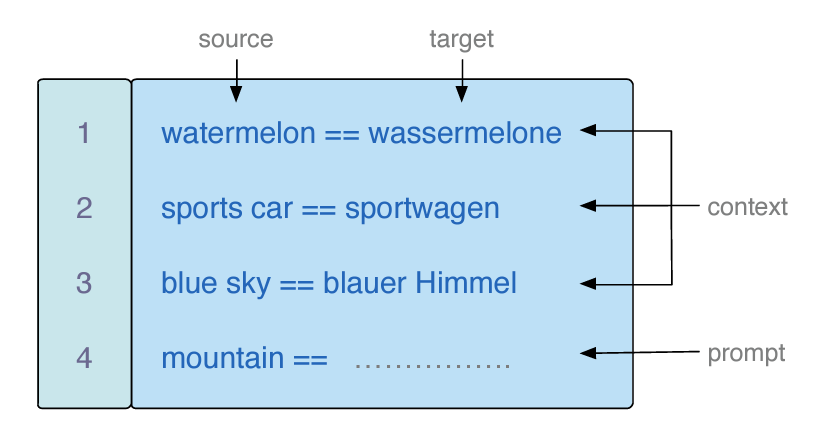 source target
1 watermelon == wassermelone
2 sports car == sportwagen
context
3 blue sky == blauer Himmel
4 mountain == ................
prompt